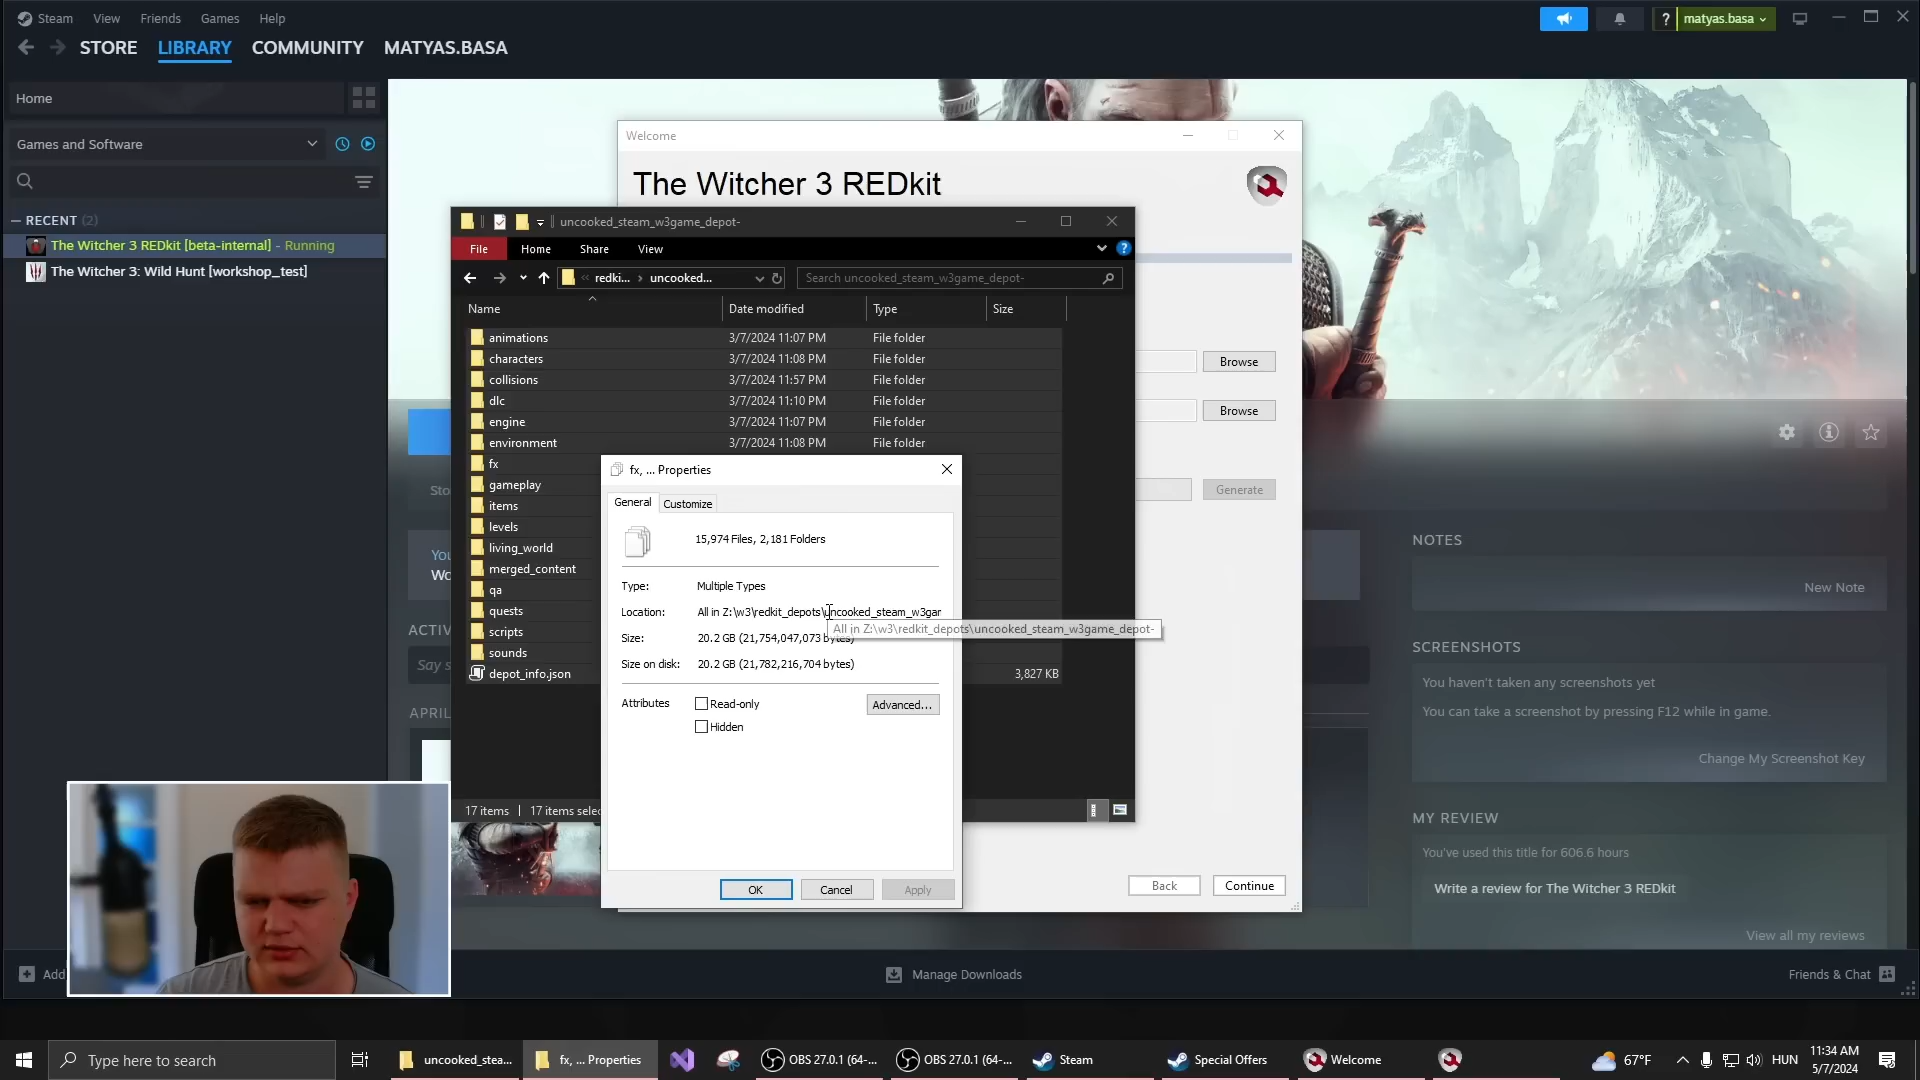 Steam View Friends Games Help
? matyas.basa
STORE LIBRARY COMMUNITY MATYAS.BASA
Home
Games and Software
RECENT (2)
The Witcher 3 REDkit [beta-internal] - Running
The Witcher 3: Wild Hunt [workshop_test]
Welcome
The Witcher 3 REDkit
Browse
Browse
Generate
Back Continue
uncooked_steam_w3game_depot-
File Home Share View ?
redki... › uncooked... Search uncooked_steam_w3game_depot-
Name Date modified Type Size
animations 3/7/2024 11:07 PM File folder
characters 3/7/2024 11:08 PM File folder
collisions 3/7/2024 11:57 PM File folder
dlc 3/7/2024 11:10 PM File folder
engine 3/7/2024 11:07 PM File folder
environment 3/7/2024 11:08 PM File folder
fx
gameplay
items
levels
living_world
merged_content
qa
quests
scripts
sounds
depot_info.json 3,827 KB
17 items 17 items selec
fx, ... Properties
General Customize
15,974 Files, 2,181 Folders
Type: Multiple Types
Location: All in Z:\w3\redkit_depots\uncooked_steam_w3gar
All in Z:\w3\redkit_depots\uncooked_steam_w3game_depot-
Size: 20.2 GB (21,754,047,073 bytes)
Size on disk: 20.2 GB (21,782,216,704 bytes)
Attributes Read-only Advanced...
Hidden
OK Cancel Apply
Sto
You
Wo
ACTIV
Say s
APRIL
NOTES
New Note
SCREENSHOTS
You haven't taken any screenshots yet
You can take a screenshot by pressing F12 while in game.
Change My Screenshot Key
MY REVIEW
You've used this title for 606.6 hours
Write a review for The Witcher 3 REDkit
View all my reviews
Add
Manage Downloads
Friends & Chat
Type here to search
uncooked_stea... fx, ... Properties OBS 27.0.1 (64-... OBS 27.0.1 (64-... Steam Special Offers Welcome
67°F HUN 11:34 AM
5/7/2024